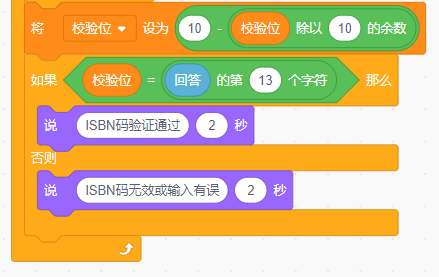 将 校验位 设为 10 - 校验位 除以 10 的余数
如果 校验位 = 回答 的第 13 个字符 那么
说 ISBN码验证通过 2 秒
否则
说 ISBN码无效或输入有误 2 秒